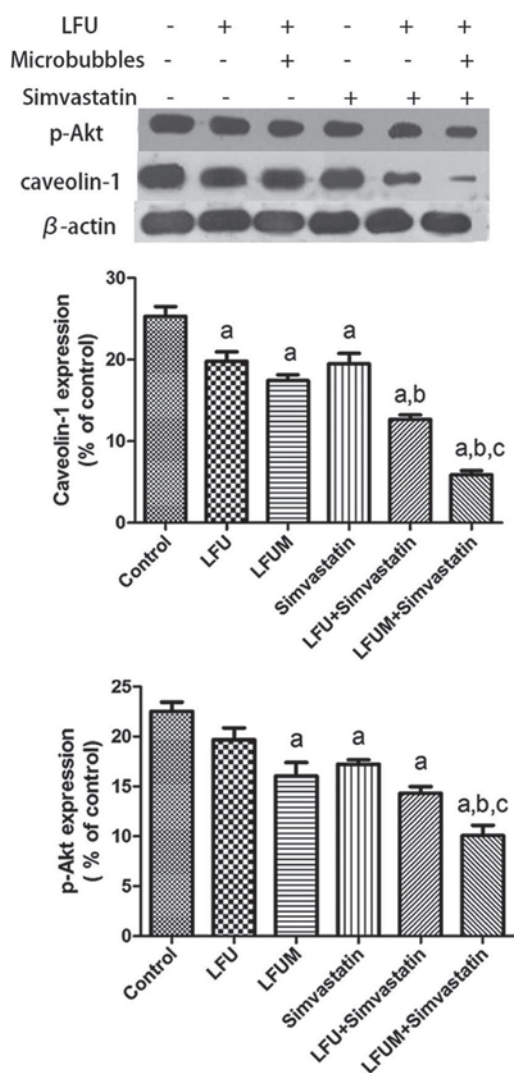 LFU - + + - + +
Microbubbles - - + - - +
Simvastatin - - - + + +
p-Akt
caveolin-1
β-actin
Caveolin-1 expression
(% of control)
30
20
10
0
a
a
a
a,b
a,b,c
Control
LFU
LFUM
Simvastatin
LFU+Simvastatin
LFUM+Simvastatin
p-Akt expression
( % of control)
25
20
15
10
5
0
a
a
a
a,b,c
Control
LFU
LFUM
Simvastatin
LFU+Simvastatin
LFUM+Simvastatin